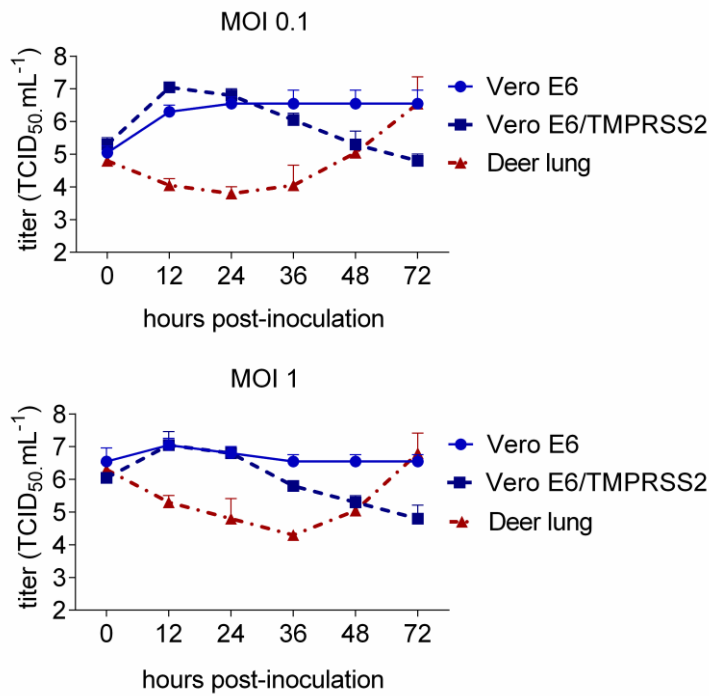 MOI 0.1
titer (TCID50.mL-1)
8
7
6
5
4
3
2
0 12 24 36 48 72
hours post-inoculation
Vero E6
Vero E6/TMPRSS2
Deer lung
MOI 1
titer (TCID50.mL-1)
8
7
6
5
4
3
2
0 12 24 36 48 72
hours post-inoculation
Vero E6
Vero E6/TMPRSS2
Deer lung